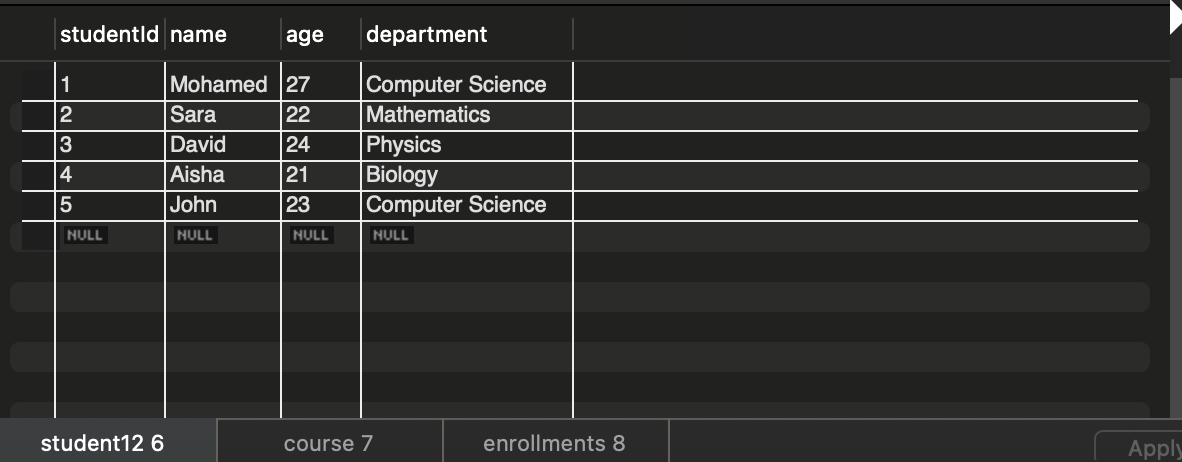 studentId name age department
1 Mohamed 27 Computer Science
2 Sara 22 Mathematics
3 David 24 Physics
4 Aisha 21 Biology
5 John 23 Computer Science
NULL NULL NULL NULL
student12 6 course 7 enrollments 8
Apply